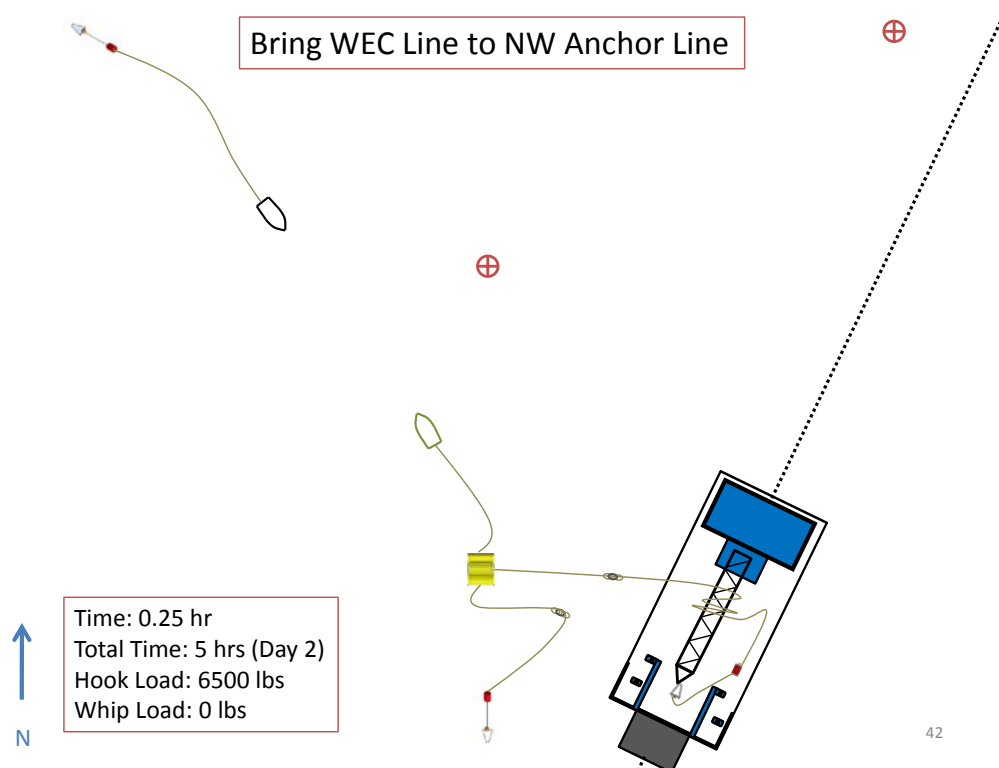 Bring WEC Line to NW Anchor Line
Time: 0.25 hr
Total Time: 5 hrs (Day 2)
Hook Load: 6500 lbs
Whip Load: 0 lbs
N
42